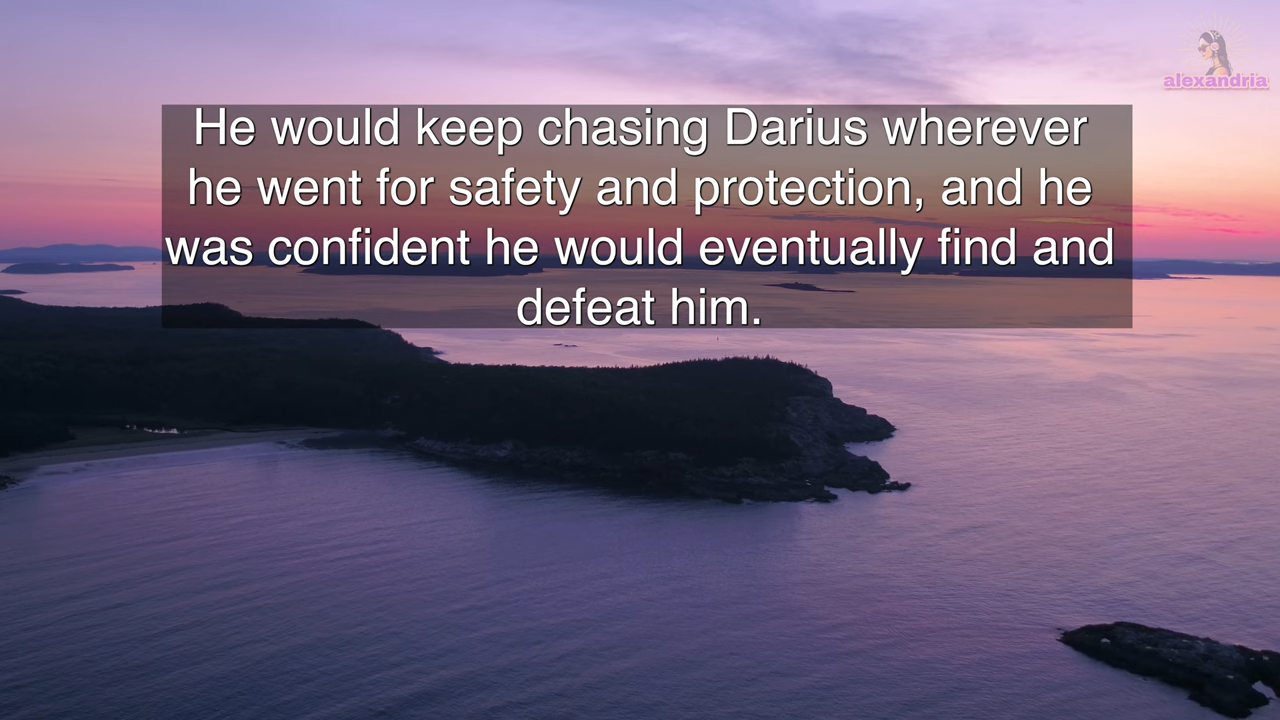 alexandria
He would keep chasing Darius wherever
he went for safety and protection, and he
was confident he would eventually find and
defeat him.